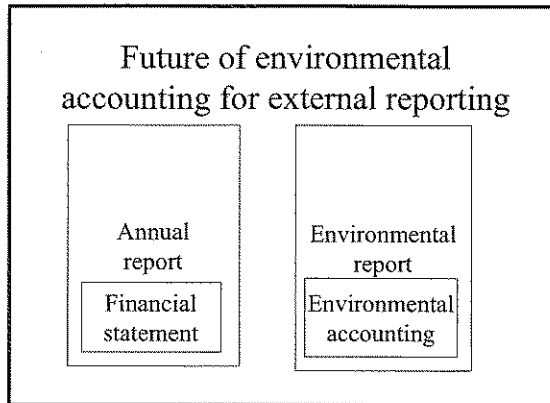 Future of environmental
accounting for external reporting
Annual
report
Financial
statement
Environmental
report
Environmental
accounting